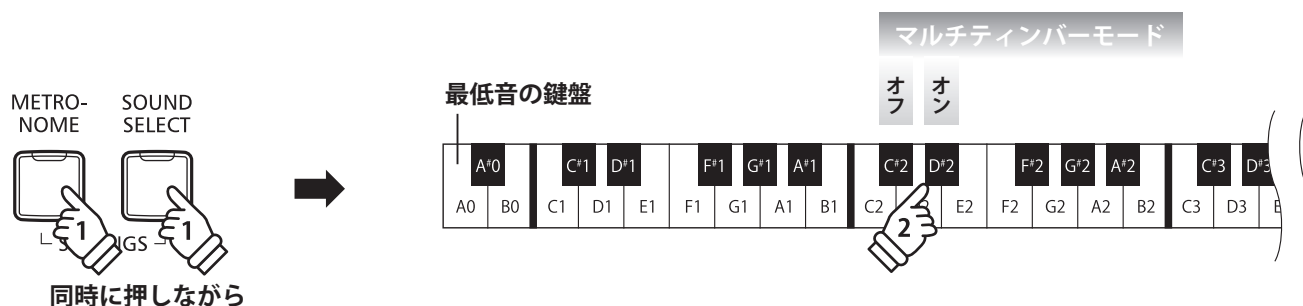 マルチティンバーモード
オフ
オン
METRO-
NOME
SOUND
SELECT
最低音の鍵盤
A#0 C#1 D#1 F#1 G#1 A#1 C#2 D#2 F#2 G#2 A#2 C#3 D#3
A0 B0 C1 D1 E1 F1 G1 A1 B1 C2 E2 F2 G2 A2 B2 C3 D3
1
1
2
同時に押しながら